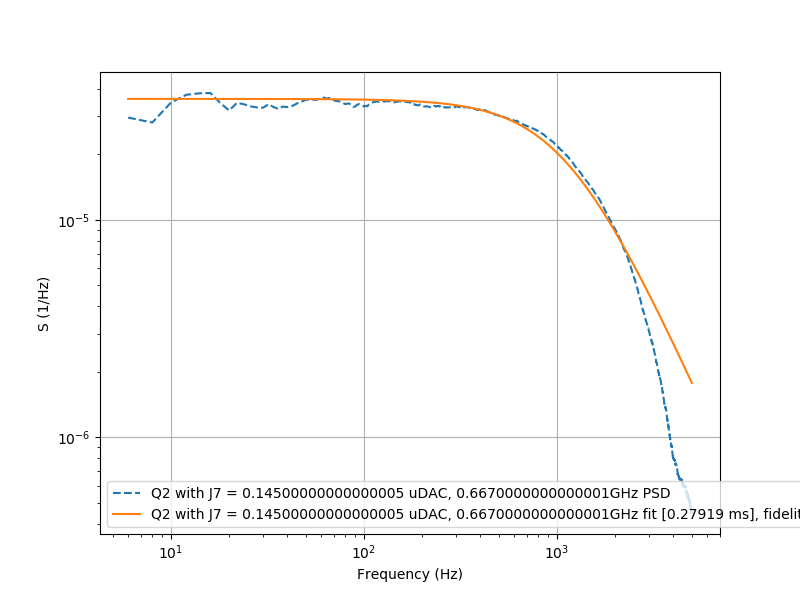 10⁻⁵
10⁻⁶
S (1/Hz)
Q2 with J7 = 0.14500000000000005 uDAC, 0.6670000000000001GHz PSD
Q2 with J7 = 0.14500000000000005 uDAC, 0.6670000000000001GHz fit [0.27919 ms], fidelit
10¹ 10² 10³
Frequency (Hz)